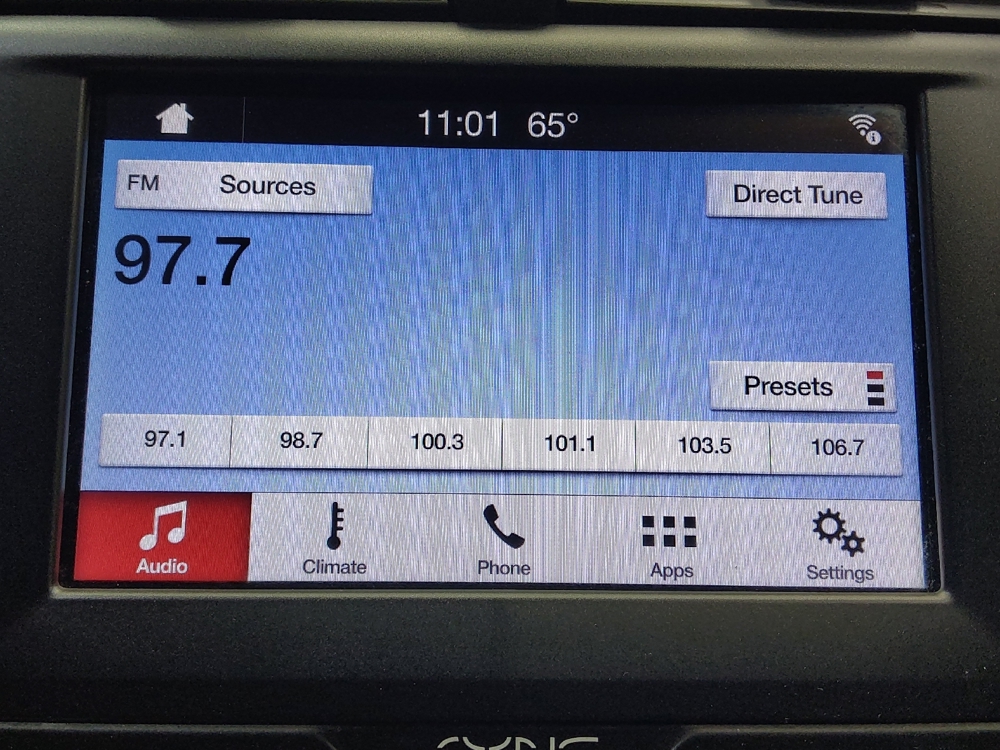 11:01 65°
FM Sources
Direct Tune
97.7
Presets
97.1 98.7 100.3 101.1 103.5 106.7
Audio Climate Phone Apps Settings
SYNC